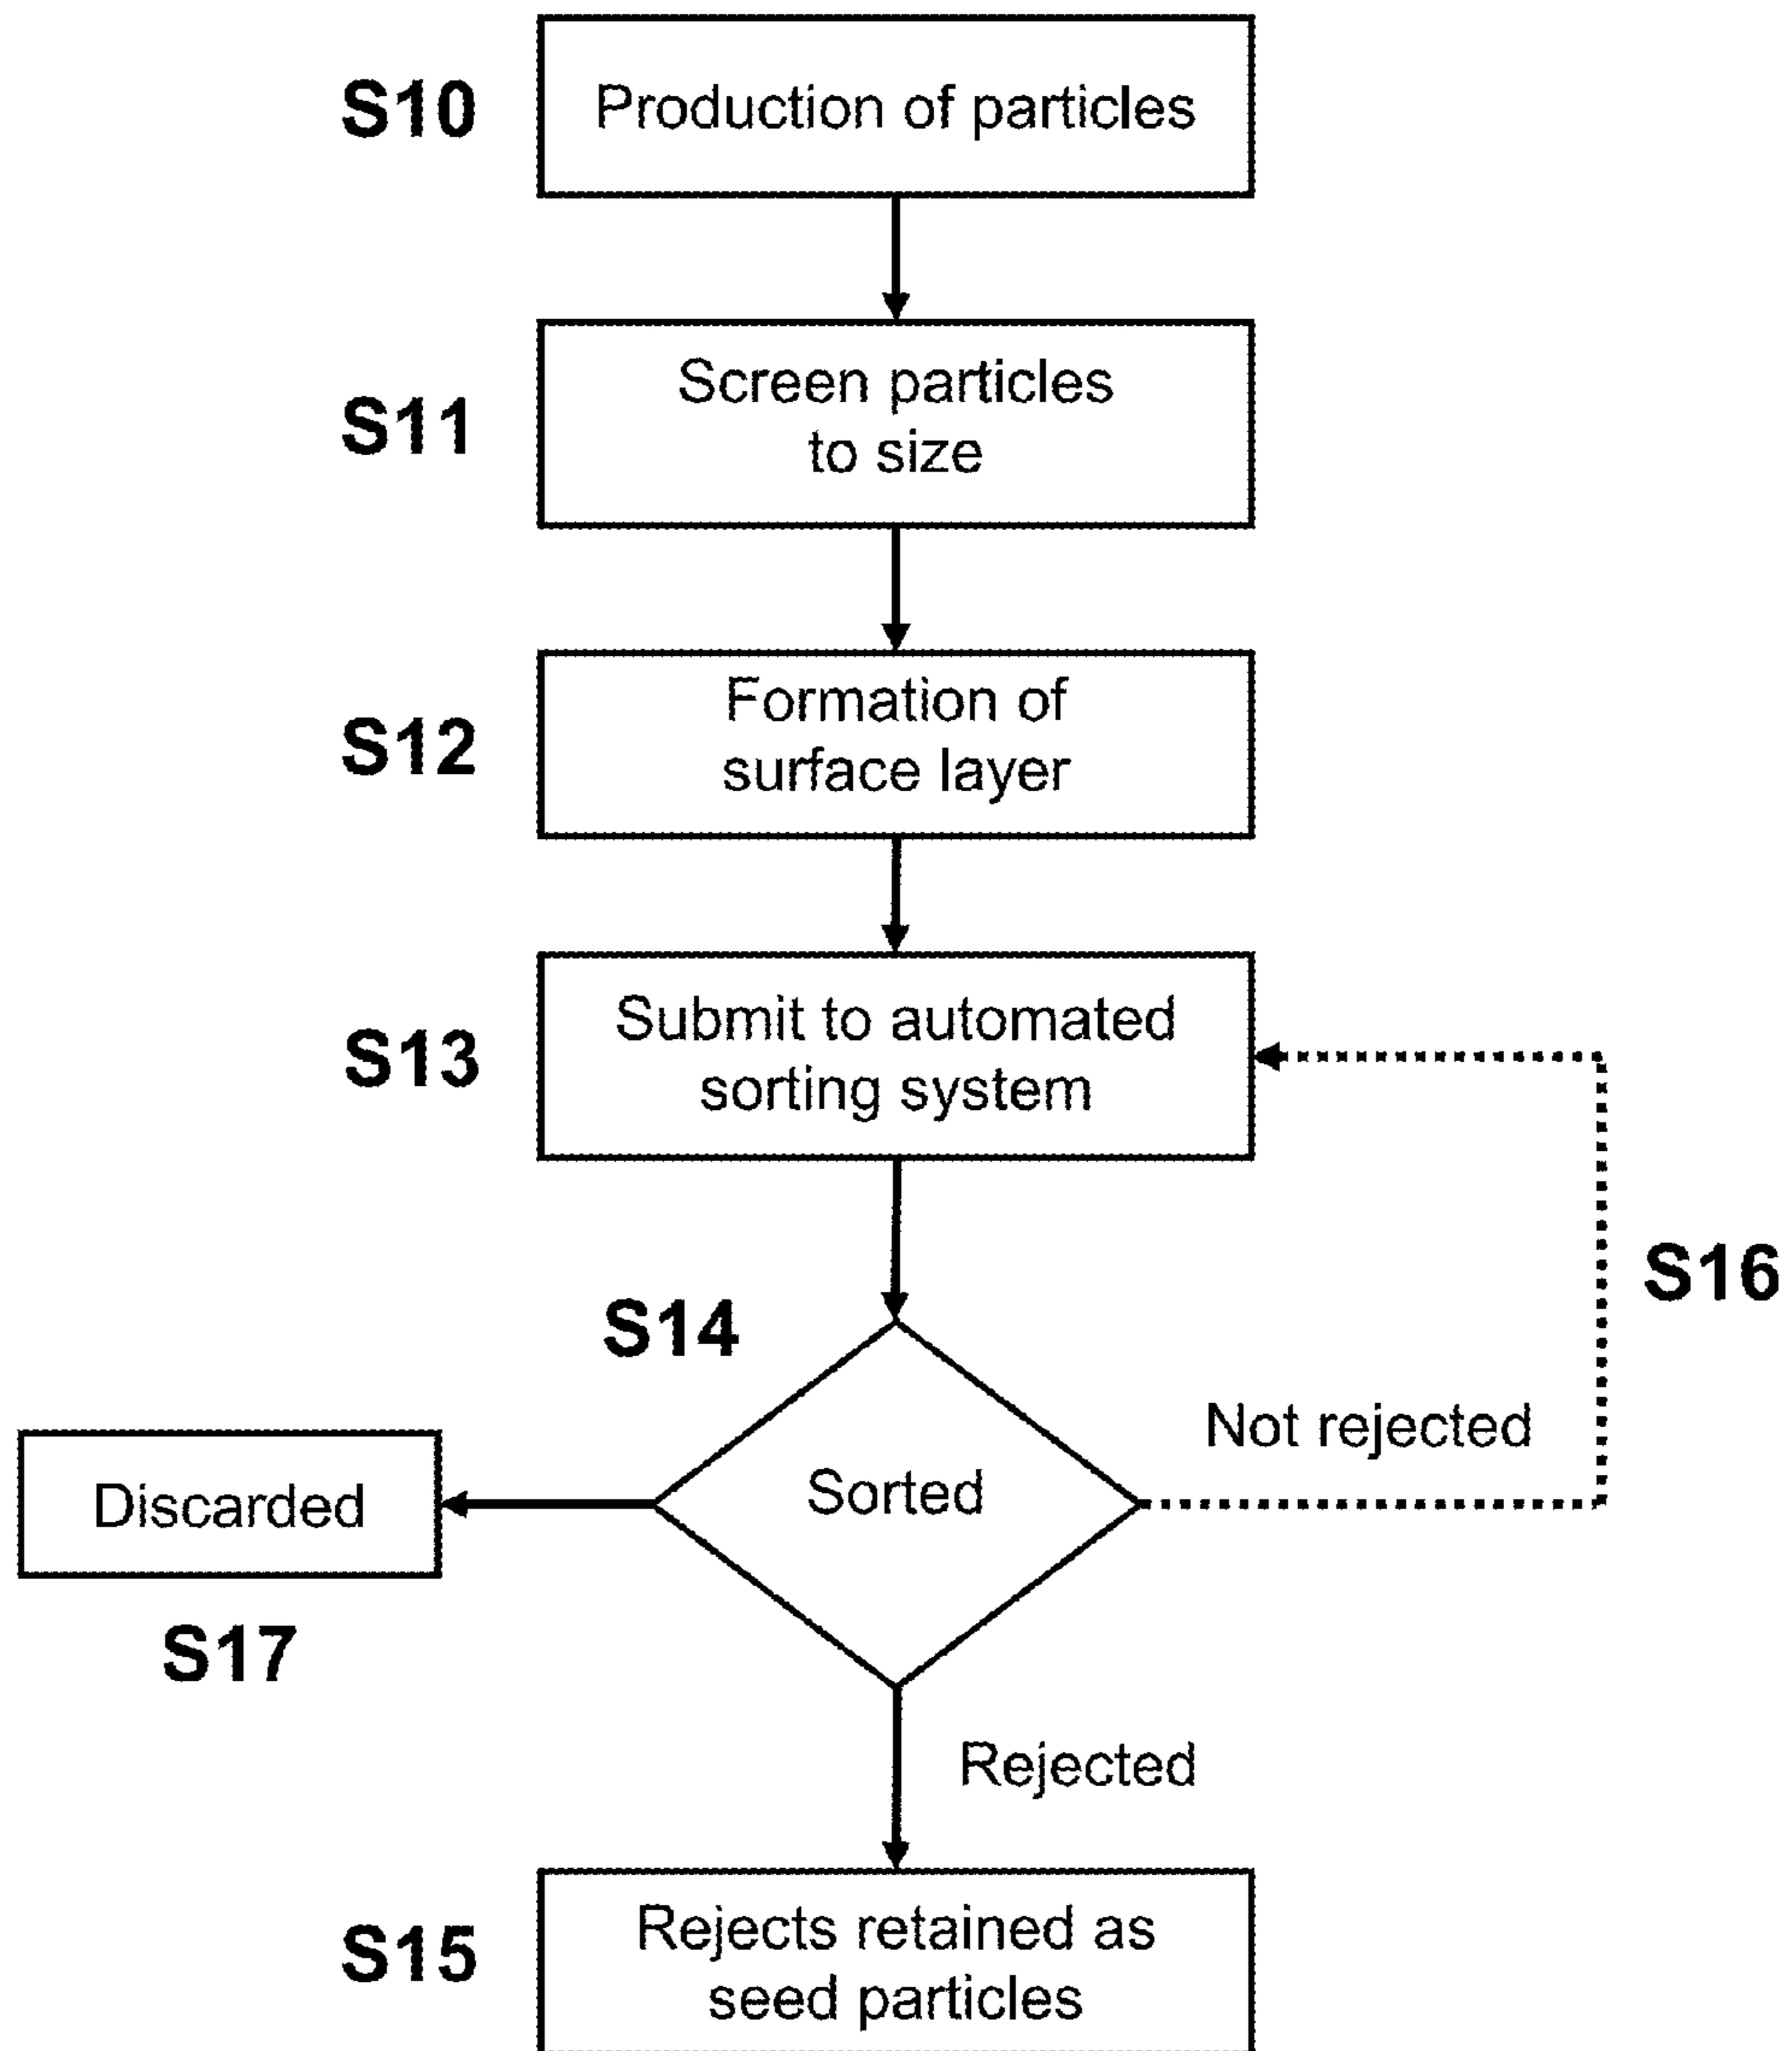 S10
Production of particles
S11
Screen particles
to size
S12
Formation of
surface layer
S13
Submit to automated
sorting system
S16
S14
Not rejected
Sorted
Discarded
S17
Rejected
S15
Rejects retained as
seed particles